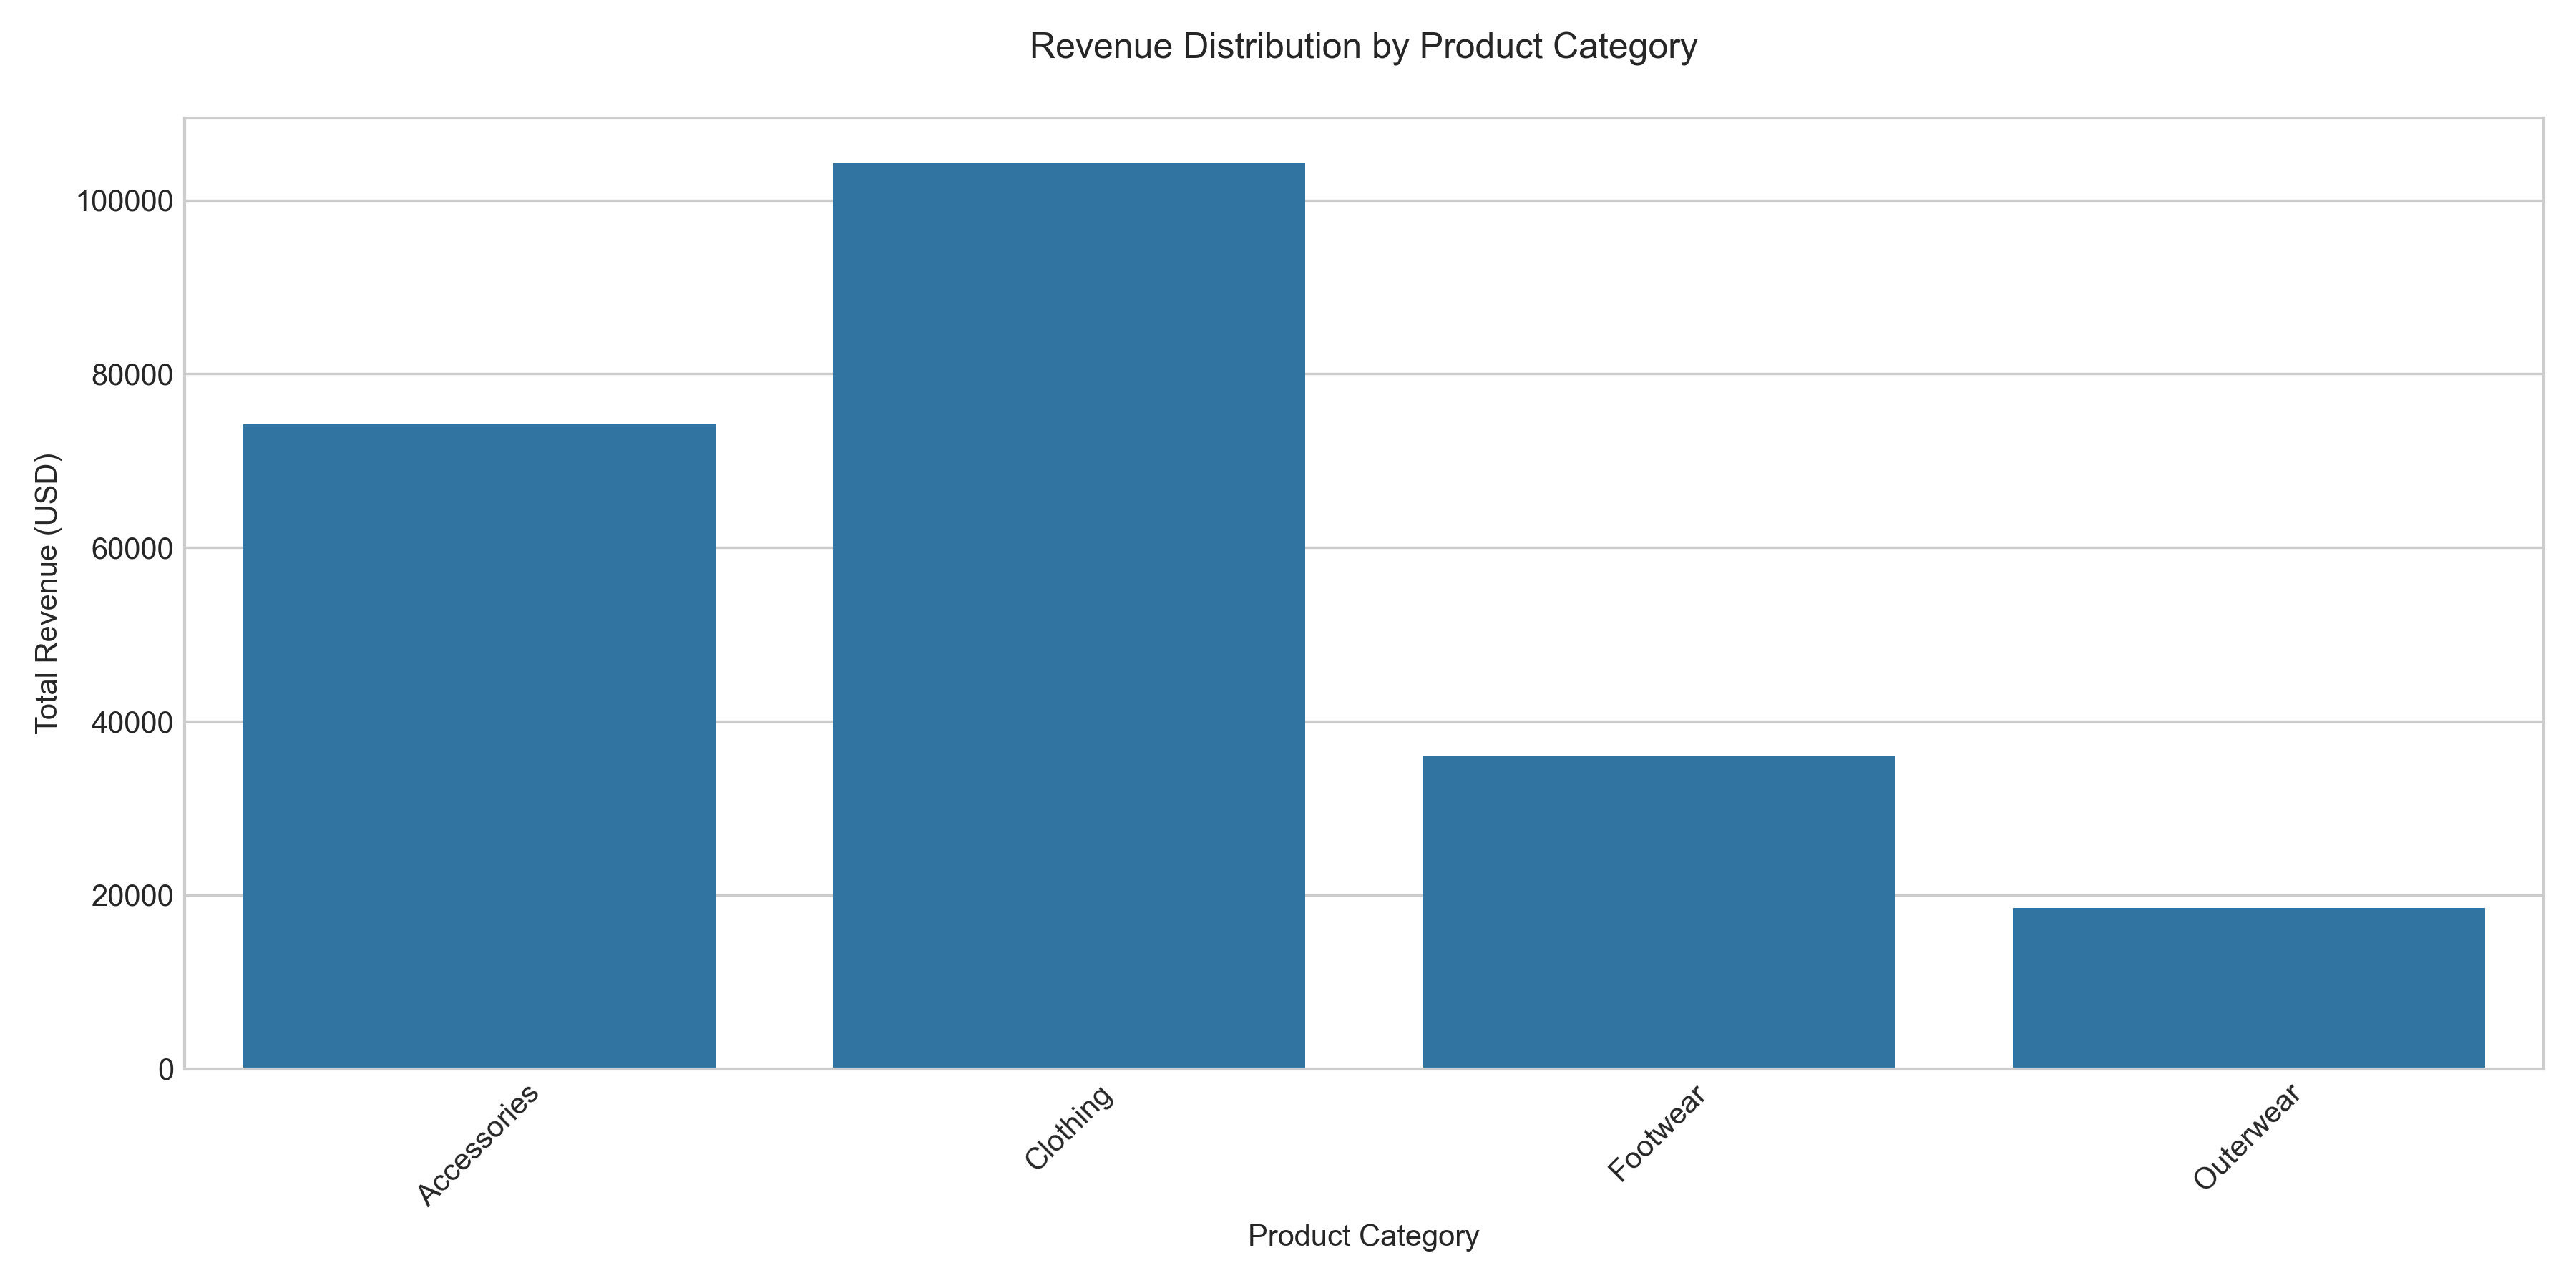 Revenue Distribution by Product Category
Total Revenue (USD)
100000
80000
60000
40000
20000
0
Accessories
Clothing
Footwear
Outerwear
Product Category